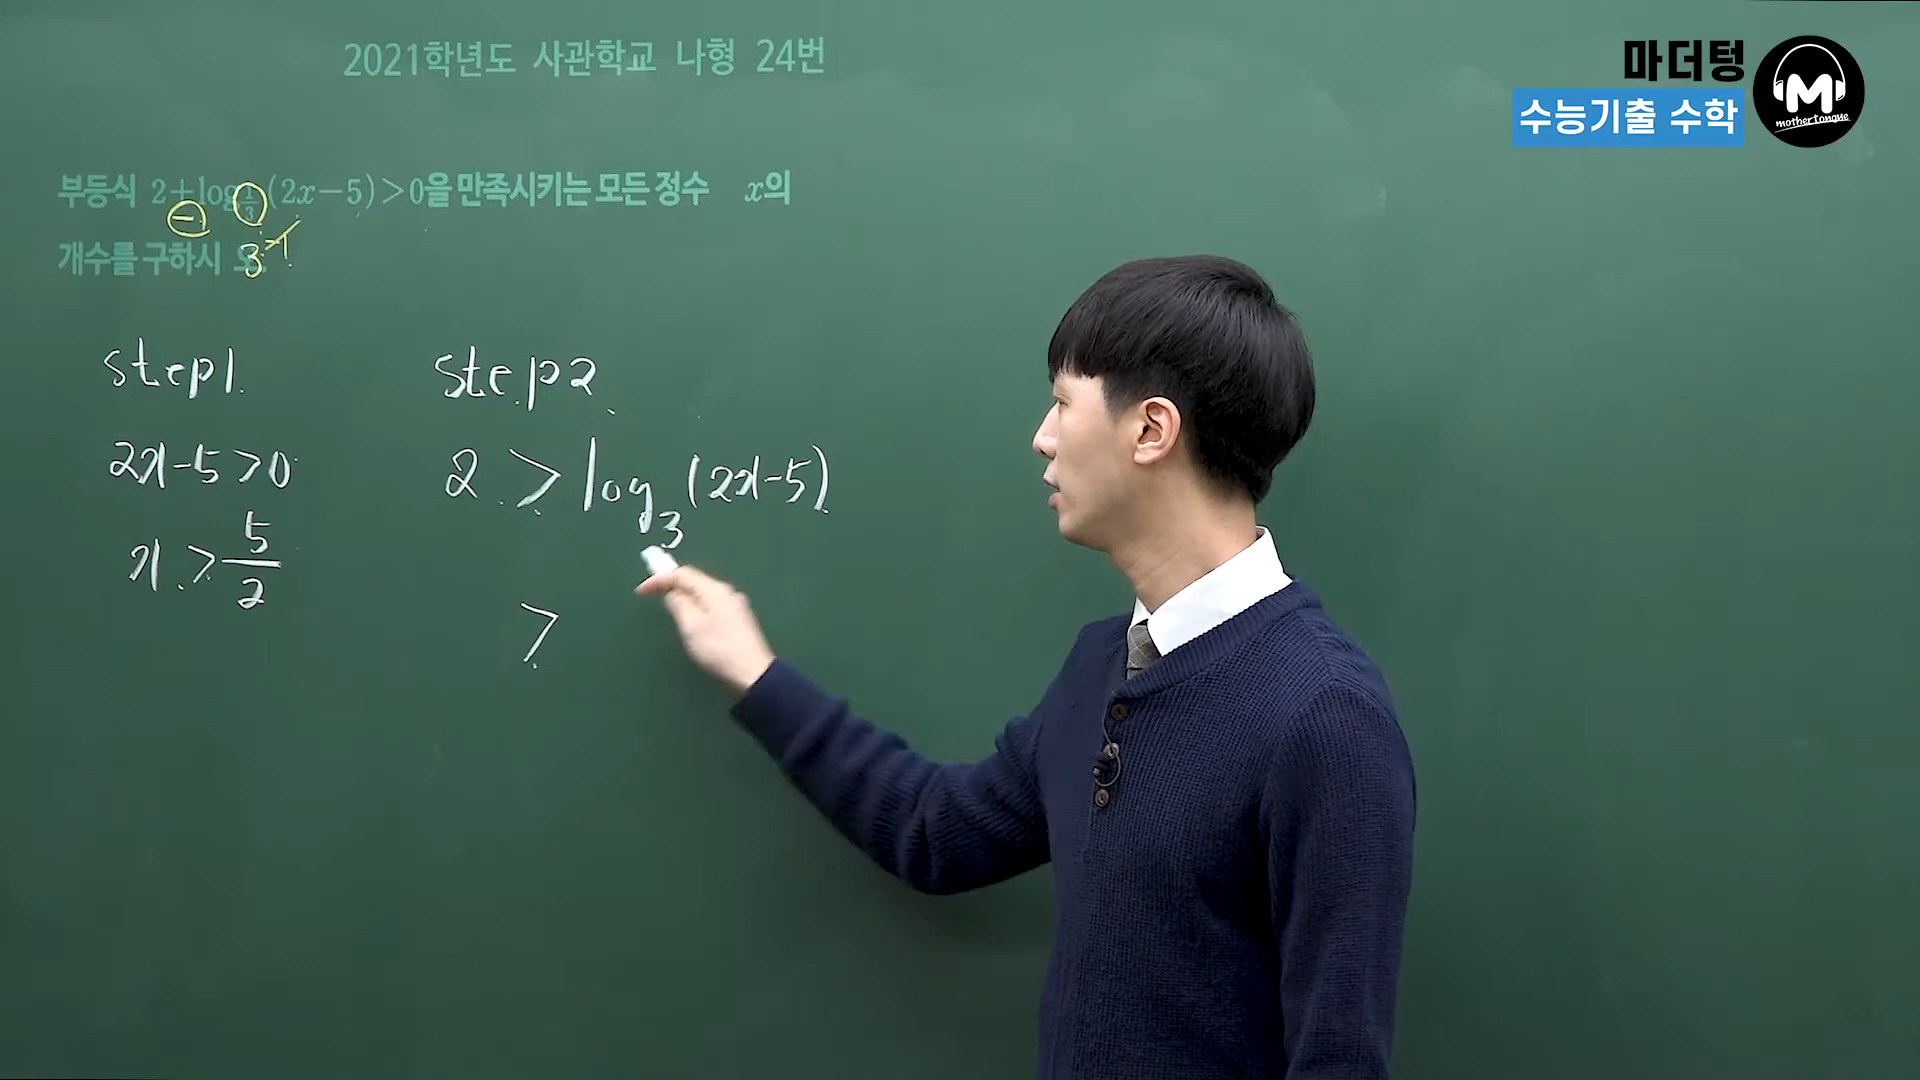 2021학년도 사관학교 나형 24번
마더텅
수능기출 수학
M
mothertongue
부등식 2+log_{1/3}(2x-5)>0을 만족시키는 모든 정수 x의
-
개수를 구하시오.
3^{-1}
step1.
2x-5>0
x>5/2
step2.
2 > log_3(2x-5)
>